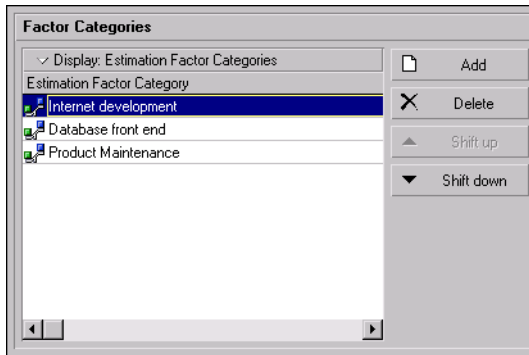 Factor Categories
Display: Estimation Factor Categories
Estimation Factor Category
Internet development
Database front end
Product Maintenance
Add
Delete
Shift up
Shift down